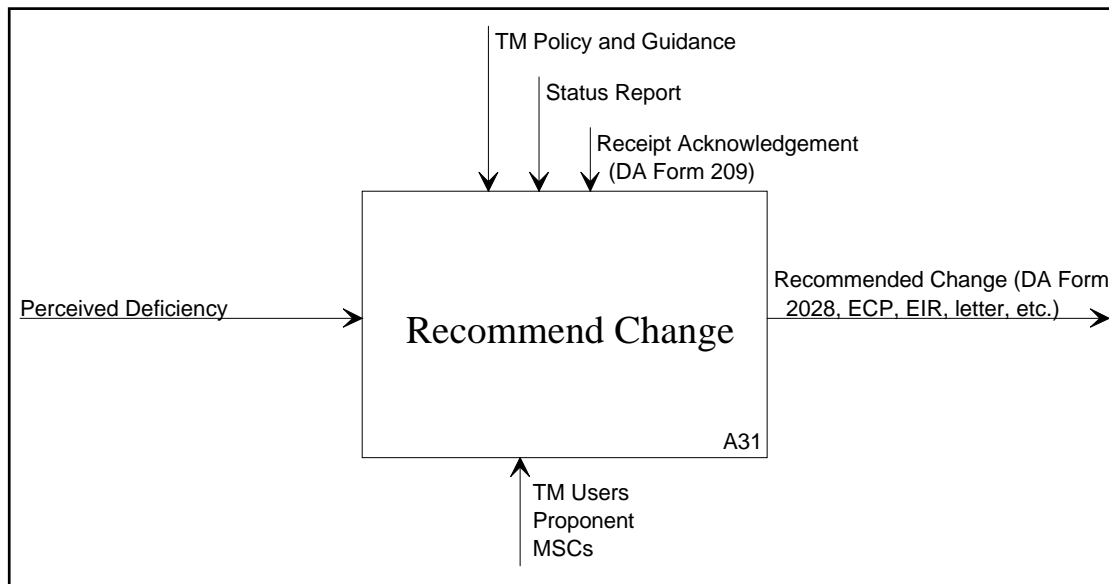 TM Policy and Guidance
Status Report
Receipt Acknowledgement
(DA Form 209)
Perceived Deficiency
Recommend Change
Recommended Change (DA Form
2028, ECP, EIR, letter, etc.)
A31
TM Users
Proponent
MSCs